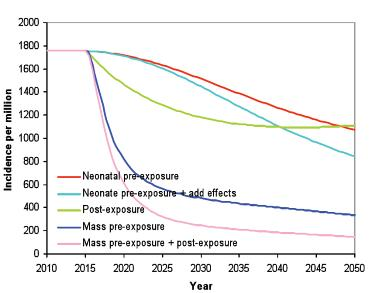 2000
1800
1600
1400
1200
1000
800
600
400
200
0
Incidence per million
Neonatal pre-exposure
Neonate pre-exposure + add effects
Post-exposure
Mass pre-exposure
Mass pre-exposure + post-exposure
2010 2015 2020 2025 2030 2035 2040 2045 2050
Year